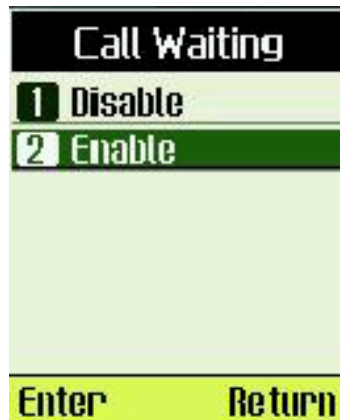 Call Waiting
1 Disable
2 Enable
Enter Return